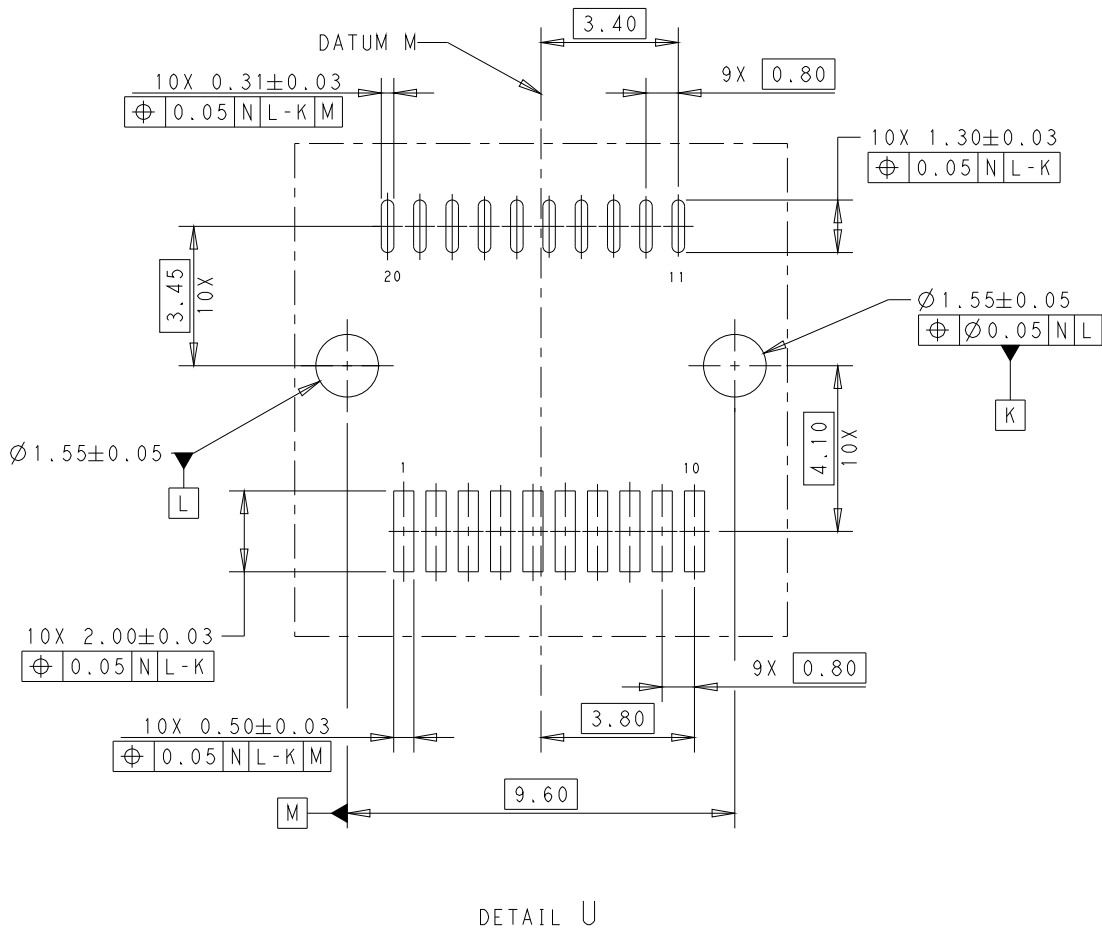 3.40
DATUM M
10X 0.31±0.03
⌖ 0.05 N L-K M
9X 0.80
10X 1.30±0.03
⌖ 0.05 N L-K
20
11
3.45
10X
Ø1.55±0.05
⌖ Ø0.05 N L
K
Ø1.55±0.05
L
4.10
10X
1
10
10X 2.00±0.03
⌖ 0.05 N L-K
9X 0.80
10X 0.50±0.03
⌖ 0.05 N L-K M
3.80
9.60
M
DETAIL U